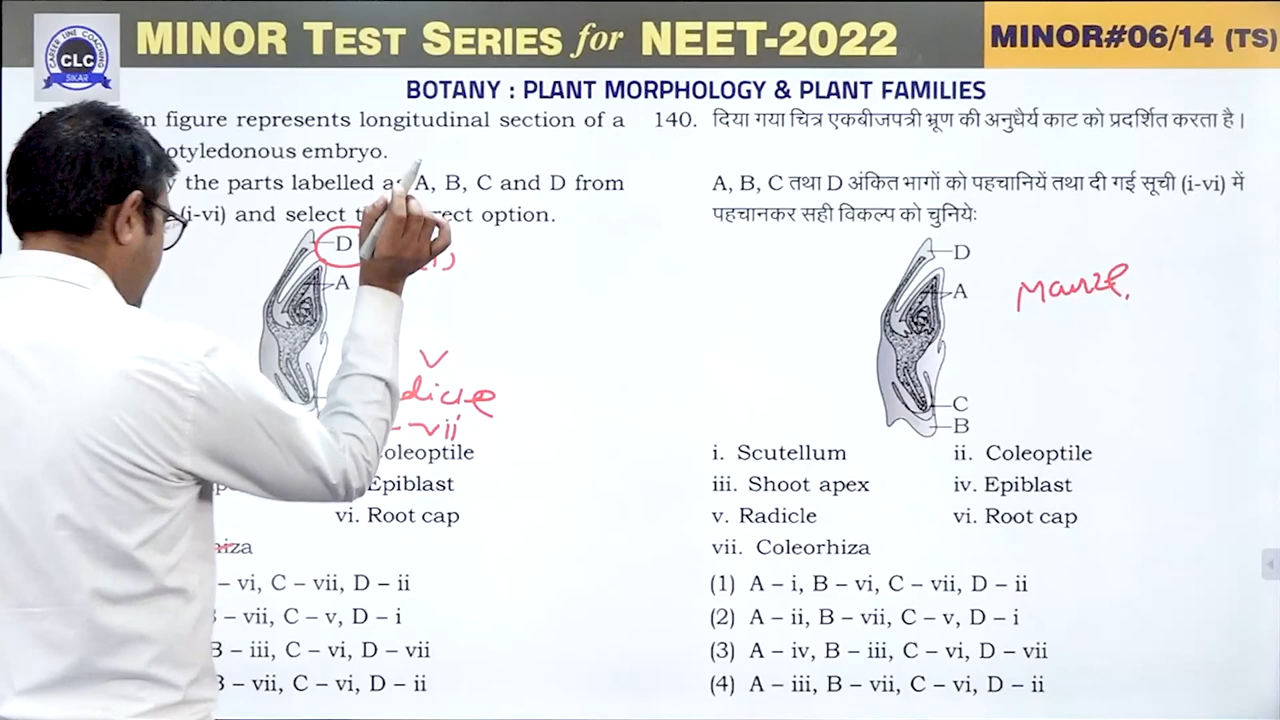 CAREER LINE COACHING
CLC
SIKAR
MINOR TEST SERIES for NEET-2022
MINOR#06/14 (TS)
BOTANY : PLANT MORPHOLOGY & PLANT FAMILIES
figure represents longitudinal section of a
otyledonous embryo.
the parts labelled as A, B, C and D from
(i-vi) and select rect option.
D
A
(i)
V
dicle
- vii
oleoptile
Epiblast
vi. Root cap
iza
– vi, C – vii, D – ii
– vii, C – v, D – i
B – iii, C – vi, D – vii
– vii, C – vi, D – ii
140. दिया गया चित्र एकबीजपत्री भ्रूण की अनुधैर्य काट को प्रदर्शित करता है।
A, B, C तथा D अंकित भागों को पहचानियें तथा दी गई सूची (i-vi) में
पहचानकर सही विकल्प को चुनियेः
D
A
C
B
i. Scutellum ii. Coleoptile
iii. Shoot apex iv. Epiblast
v. Radicle vi. Root cap
vii. Coleorhiza
(1) A – i, B – vi, C – vii, D – ii
(2) A – ii, B – vii, C – v, D – i
(3) A – iv, B – iii, C – vi, D – vii
(4) A – iii, B – vii, C – vi, D – ii